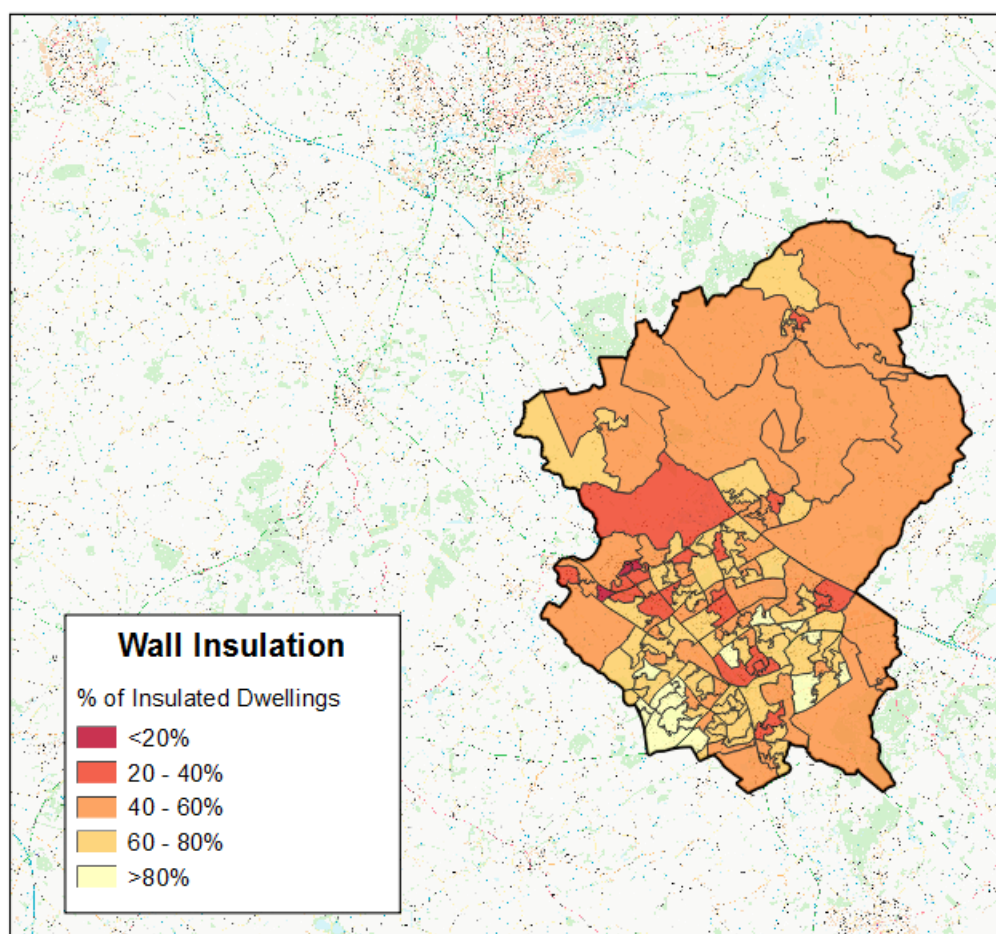 Wall Insulation
% of Insulated Dwellings
<20%
20 - 40%
40 - 60%
60 - 80%
>80%